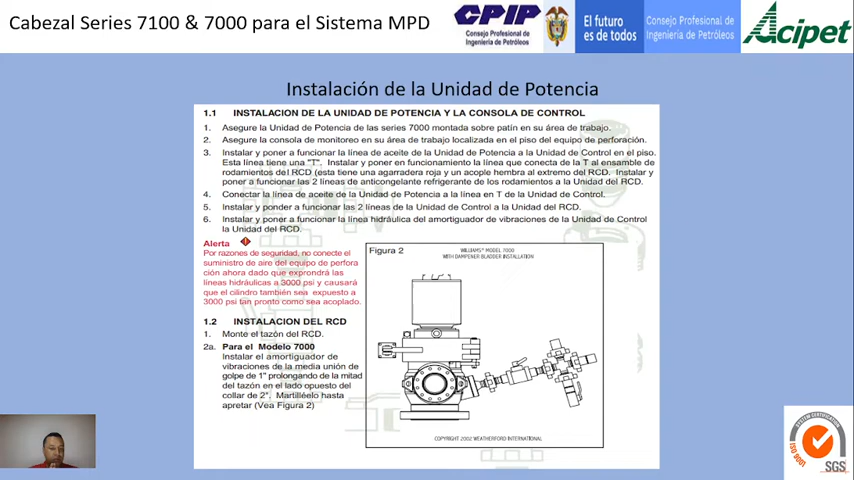 Cabezal Series 7100 & 7000 para el Sistema MPD
CPIP
Consejo Profesional de
Ingeniería de Petróleos
El futuro
es de todos
Consejo Profesional de
Ingeniería de Petróleos
Acipet
Instalación de la Unidad de Potencia
1.1 INSTALACION DE LA UNIDAD DE POTENCIA Y LA CONSOLA DE CONTROL
1. Asegure la Unidad de Potencia de las series 7000 montada sobre patín en su área de trabajo.
2. Asegure la consola de monitoreo en su área de trabajo localizada en el piso del equipo de perforación.
3. Instalar y poner a funcionar la línea de aceite de la Unidad de Potencia a la Unidad de Control en el piso.
Esta línea tiene una "T". Instalar y poner en funcionamiento la línea que conecta de la T al ensamble de
rodamientos del RCD (esta tiene una agarradera roja y un acople hembra al extremo del RCD. Instalar y
poner a funcionar las 2 líneas de anticongelante refrigerante de los rodamientos a la Unidad del RCD.
4. Conectar la línea de aceite de la Unidad de Potencia a la línea en T de la Unidad de Control.
5. Instalar y ponder a funcionar las 2 líneas de la Unidad de Control a la Unidad del RCD.
6. Instalar y poner a funcionar la línea hidráulica del amortiguador de vibraciones de la Unidad de Control
la Unidad del RCD.
Alerta
Por razones de seguridad, no conecte el
suministro de aire del equipo de perfora
ción ahora dado que exprondrá las
líneas hidráulicas a 3000 psi y causará
que el cilindro también sea expuesto a
3000 psi tan pronto como sea acoplado.
1.2 INSTALACION DEL RCD
1. Monte el tazón del RCD.
2a. Para el Modelo 7000
Instalar el amortiguador de
vibraciones de la media unión de
golpe de 1" prolongando de la mitad
del tazón en el lado opuesto del
collar de 2". Martilléelo hasta
apretar (Vea Figura 2)
Figura 2
WILLIAMS® MODEL 7000
WITH DAMPENER BLADDER INSTALLATION
COPYRIGHT 2002 WEATHERFORD INTERNATIONAL
SYSTEM CERTIFICATION
ISO 9001
SGS